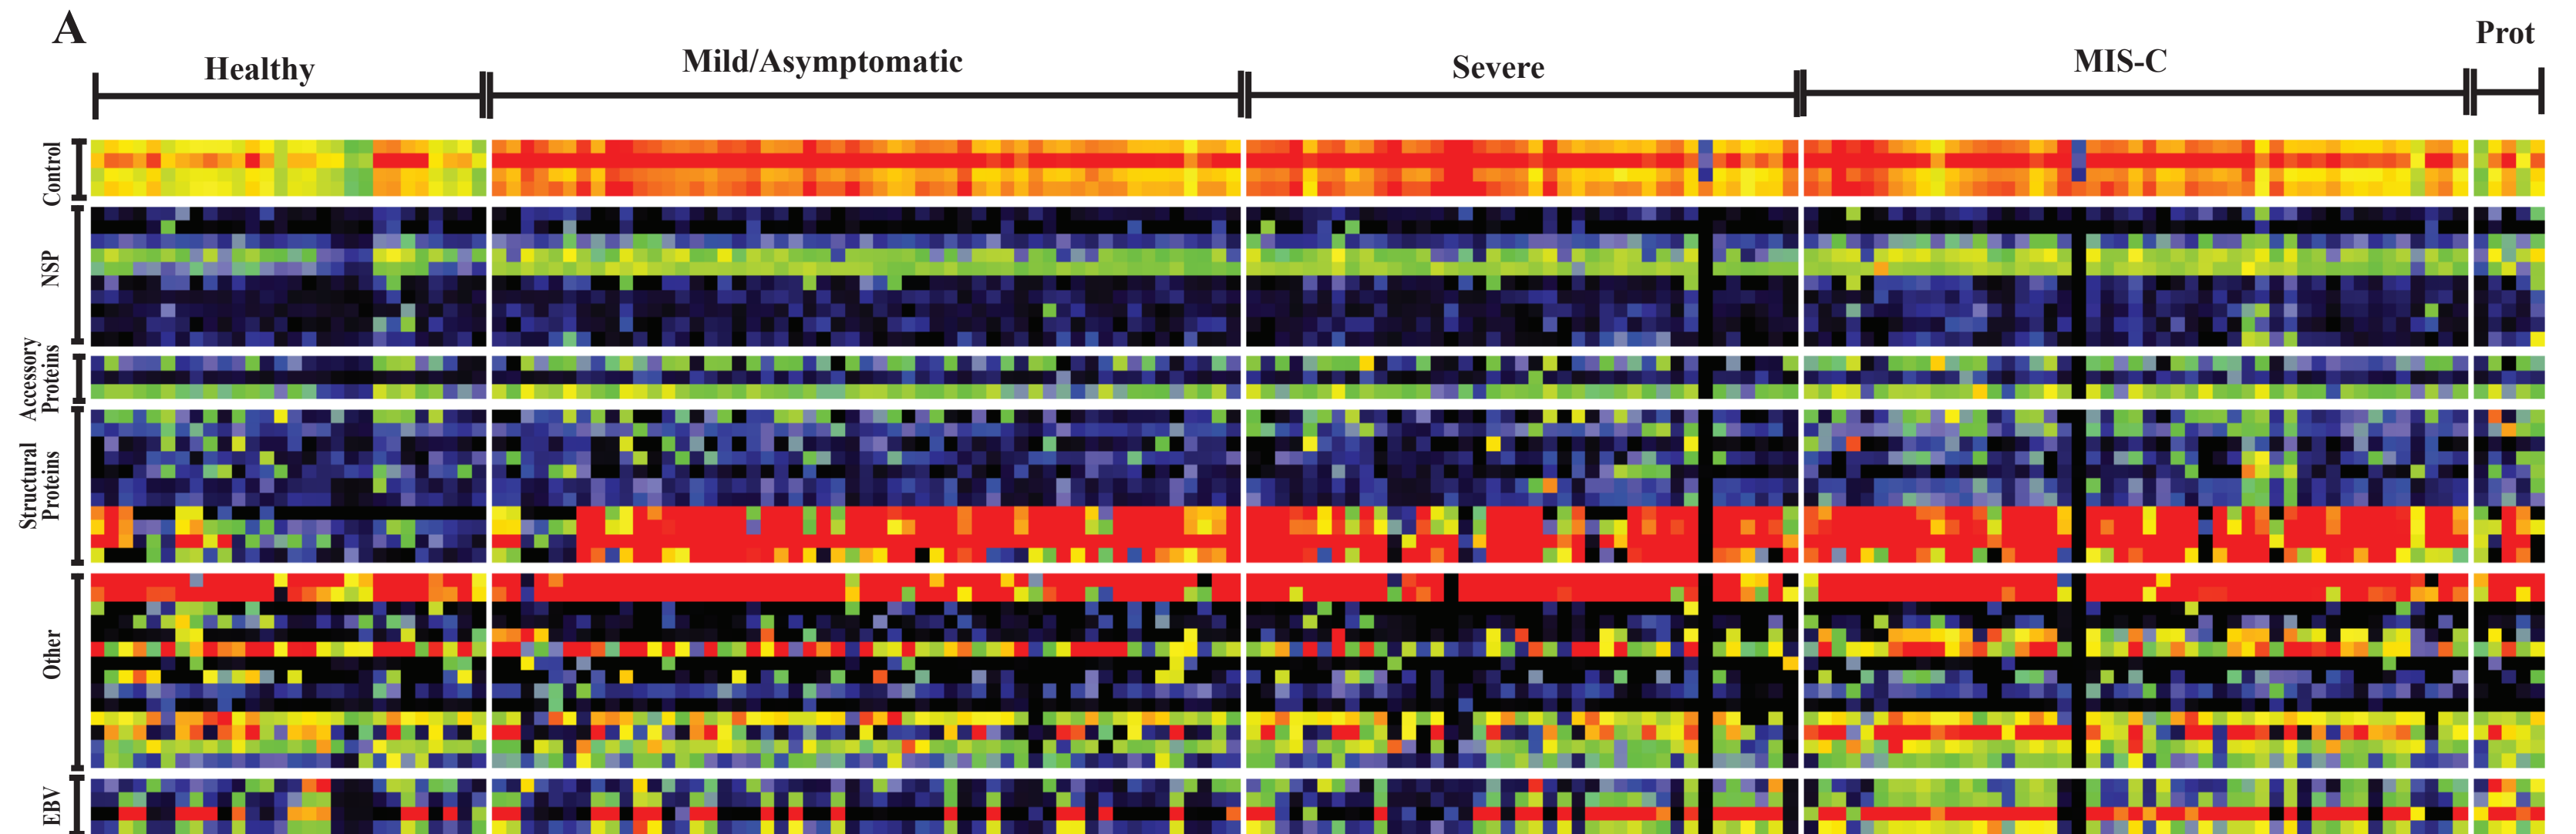 A
Healthy
Mild/Asymptomatic
Severe
MIS-C
Prot
Control
NSP
Accessory
Proteins
Structural
Proteins
Other
EBV